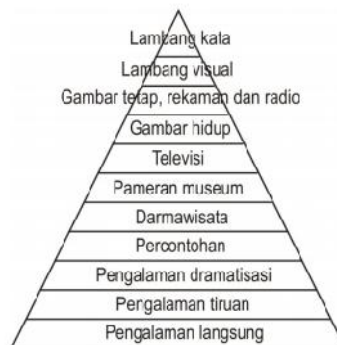 Lambang kata
Lambang visual
Gambar tetap, rekaman dan radio
Gambar hidup
Televisi
Pameran museum
Darmawisata
Percontohan
Pengalaman dramatisasi
Pengalaman tiruan
Pengalaman langsung